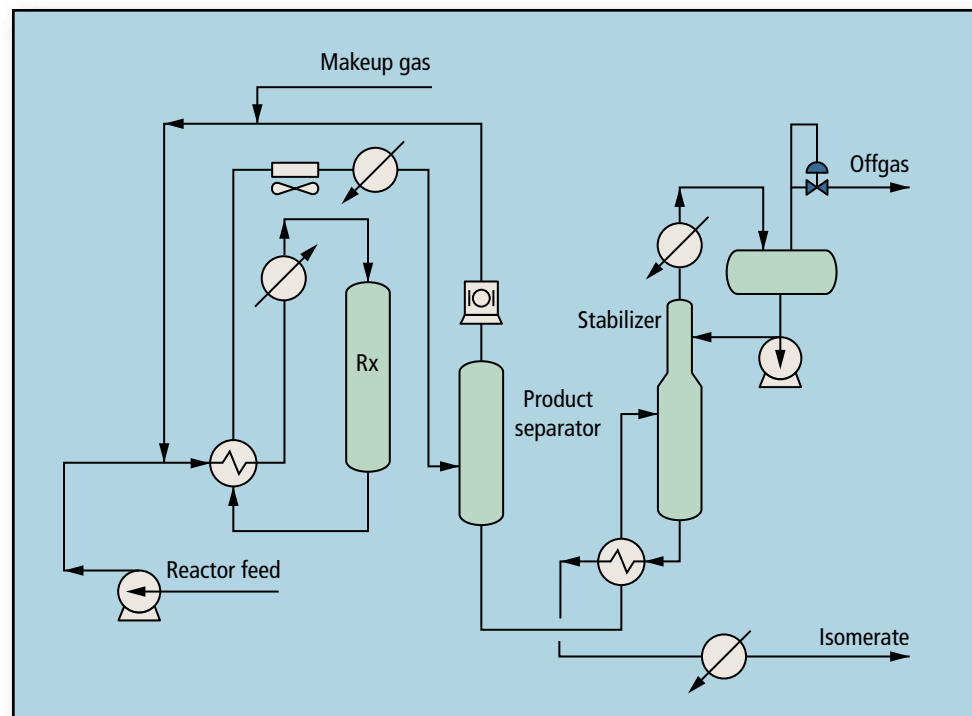 Makeup gas
Offgas
Stabilizer
Rx
Product
separator
Reactor feed
Isomerate